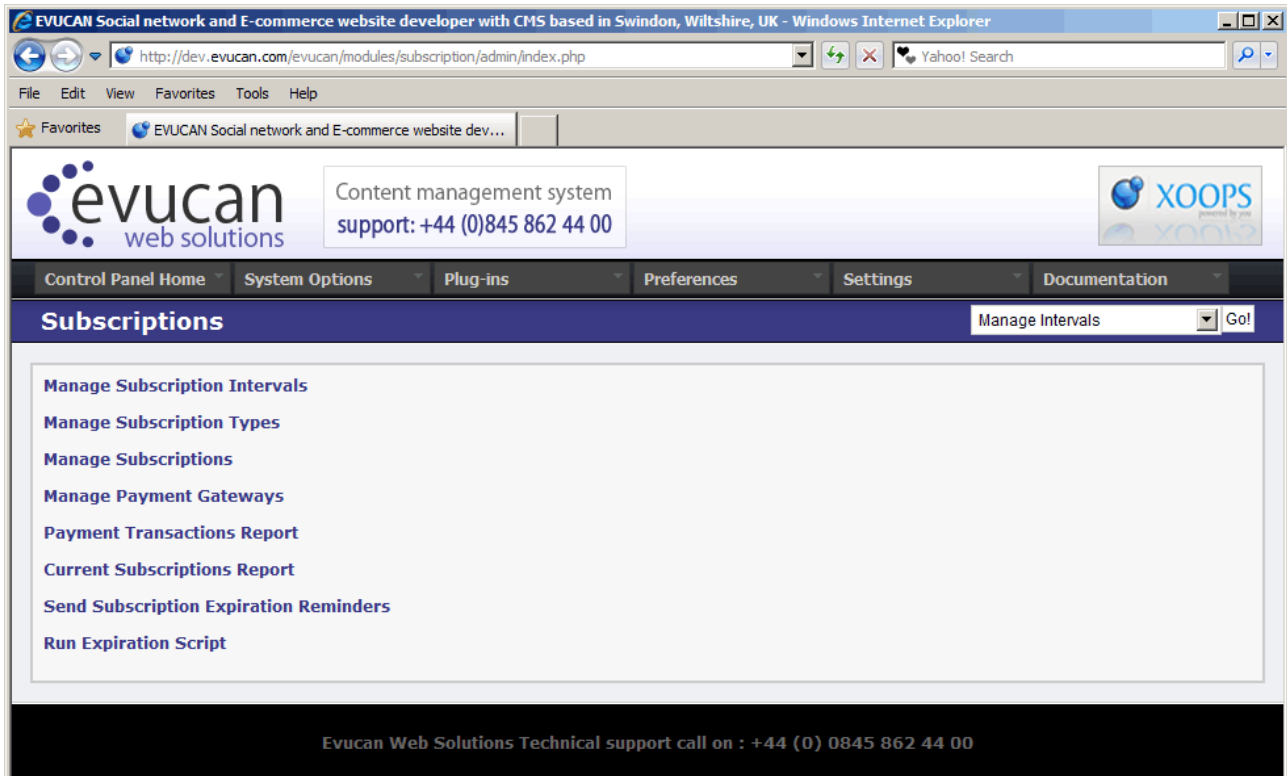 EVUCAN Social network and E-commerce website developer with CMS based in Swindon, Wiltshire, UK - Windows Internet Explorer
http://dev.evucan.com/evucan/modules/subscription/admin/index.php
Yahoo! Search
File Edit View Favorites Tools Help
Favorites
EVUCAN Social network and E-commerce website dev...
evucan
web solutions
Content management system
support: +44 (0)845 862 44 00
XOOPS
powered by you
Control Panel Home System Options Plug-ins Preferences Settings Documentation
Subscriptions
Manage Intervals
Go!
Manage Subscription Intervals
Manage Subscription Types
Manage Subscriptions
Manage Payment Gateways
Payment Transactions Report
Current Subscriptions Report
Send Subscription Expiration Reminders
Run Expiration Script
Evucan Web Solutions Technical support call on : +44 (0) 0845 862 44 00